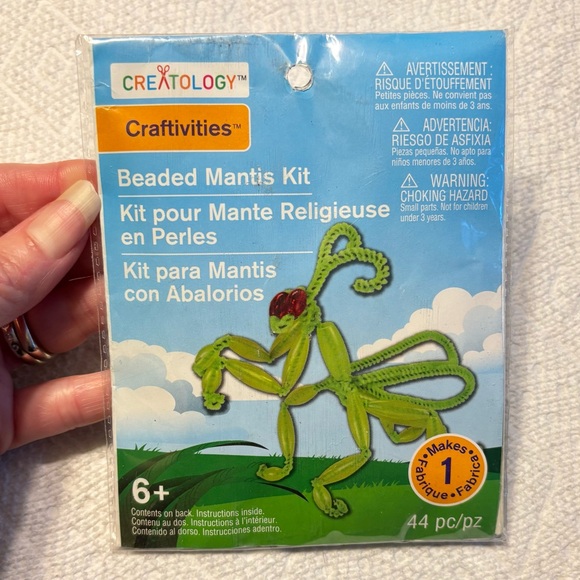 CREATOLOGY™
Craftivities™
Beaded Mantis Kit
Kit pour Mante Religieuse
en Perles
Kit para Mantis
con Abalorios
⚠ AVERTISSEMENT :
RISQUE D'ÉTOUFFEMENT
Petites pièces. Ne convient pas
aux enfants de moins de 3 ans.
⚠ ADVERTENCIA:
RIESGO DE ASFIXIA
Piezas pequeñas. No apto para
niños menores de 3 años.
⚠ WARNING:
CHOKING HAZARD
Small parts. Not for children
under 3 years.
•Makes•
1
Fabrique•Fabrica
6+
Contents on back. Instructions inside.
Contenu au dos. Instructions à l'intérieur.
Contenido al dorso. Instrucciones adentro.
44 pc/pz